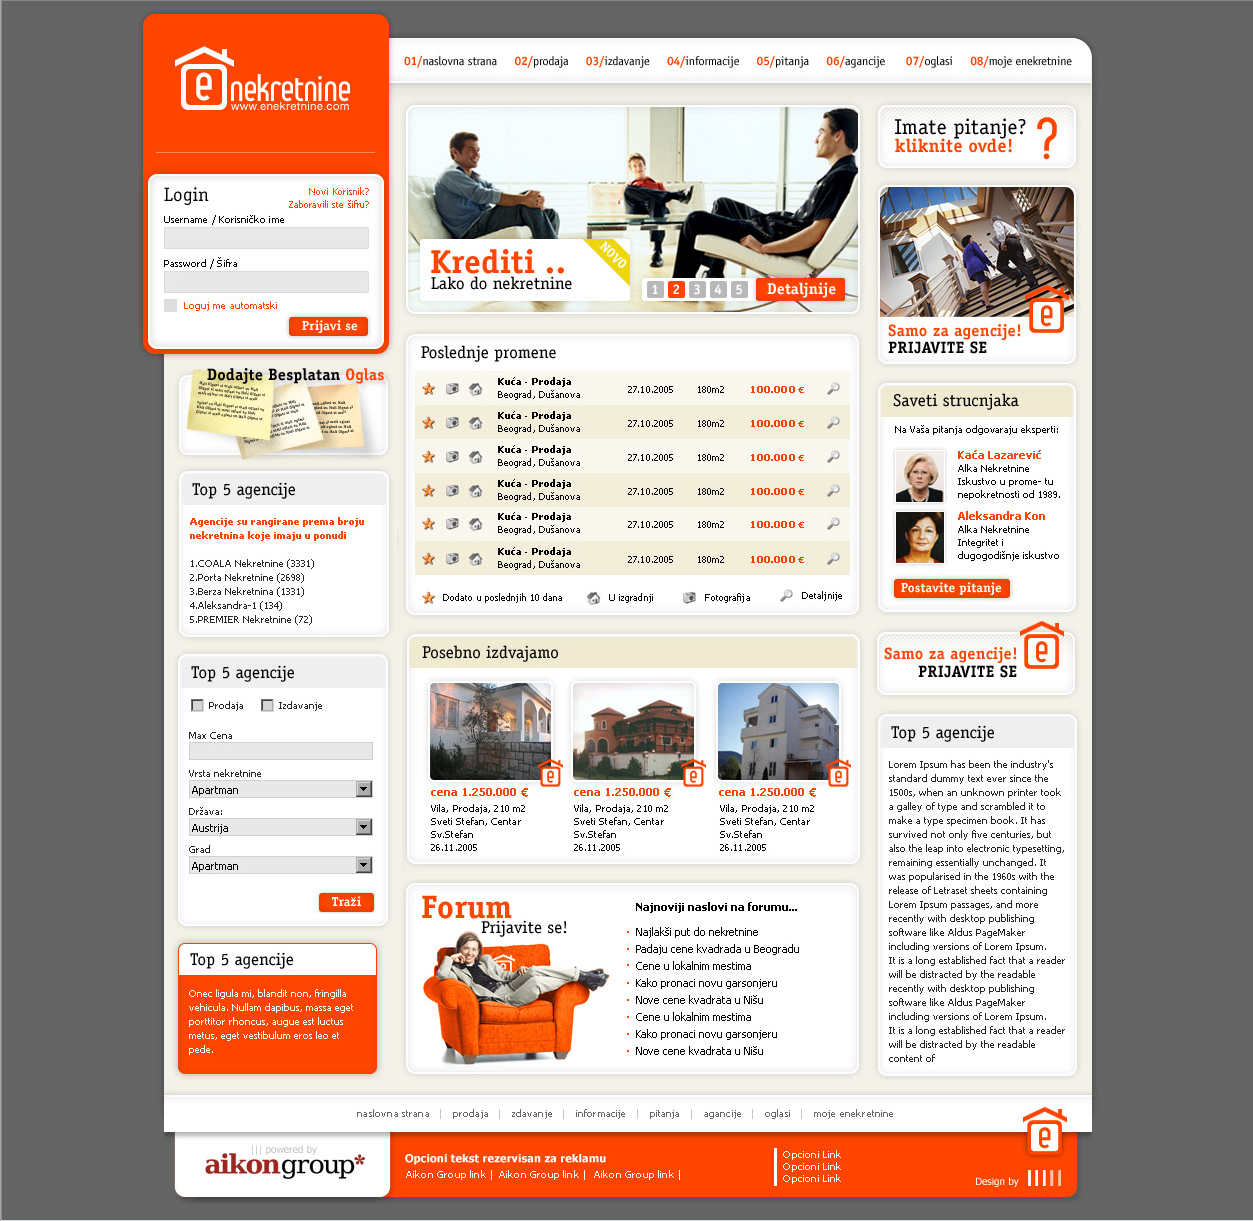 e nekretnine
www.enekretnine.com
01/naslovna strana 02/prodaja 03/izdavanje 04/informacije 05/pitanja 06/agancije 07/oglasi 08/moje enekretnine
Login
Novi Korisnik?
Zaboravili ste šifru?
Username / Korisničko ime
Password / Šifra
Loguj me automatski
Prijavi se
Dodajte Besplatan Oglas
Top 5 agencije
Agencije su rangirane prema broju
nekretnina koje imaju u ponudi
1.COALA Nekretnine (3331)
2.Porta Nekretnine (2698)
3.Berza Nekretnina (1331)
4.Aleksandra-1 (134)
5.PREMIER Nekretnine (72)
Top 5 agencije
Prodaja Izdavanje
Max Cena
Vrsta nekretnine
Apartman
Država:
Austrija
Grad
Apartman
Traži
Top 5 agencije
Onec ligula mi, blandit non, fringilla
vehicula. Nullam dapibus, massa eget
porttitor rhoncus, augue est luctus
metus, eget vestibulum eros leo et
pede.
Krediti ..
Lako do nekretnine
NOVO
1 2 3 4 5
Detaljnije
Poslednje promene
Kuća - Prodaja
Beograd, Dušanova 27.10.2005 180m2 100.000 €
Kuća - Prodaja
Beograd, Dušanova 27.10.2005 180m2 100.000 €
Kuća - Prodaja
Beograd, Dušanova 27.10.2005 180m2 100.000 €
Kuća - Prodaja
Beograd, Dušanova 27.10.2005 180m2 100.000 €
Kuća - Prodaja
Beograd, Dušanova 27.10.2005 180m2 100.000 €
Kuća - Prodaja
Beograd, Dušanova 27.10.2005 180m2 100.000 €
Dodato u poslednjih 10 dana U izgradnji Fotografija Detaljnije
Posebno izdvajamo
e
cena 1.250.000 €
Vila, Prodaja, 210 m2
Sveti Stefan, Centar
Sv.Stefan
26.11.2005
e
cena 1.250.000 €
Vila, Prodaja, 210 m2
Sveti Stefan, Centar
Sv.Stefan
26.11.2005
e
cena 1.250.000 €
Vila, Prodaja, 210 m2
Sveti Stefan, Centar
Sv.Stefan
26.11.2005
Forum
Prijavite se!
e
Najnoviji naslovi na forumu...
Najlakši put do nekretnine
Padaju cene kvadrada u Beogradu
Cene u lokalnim mestima
Kako pronaci novu garsonjeru
Nove cene kvadrata u Nišu
Cene u lokalnim mestima
Kako pronaci novu garsonjeru
Nove cene kvadrata u Nišu
Imate pitanje?
kliknite ovde!
?
e
Samo za agencije!
PRIJAVITE SE
Saveti strucnjaka
Na Vaša pitanja odgovaraju eksperti:
Kaća Lazarević
Alka Nekretnine
Iskustvo u prome- tu
nepokretnosti od 1989.
Aleksandra Kon
Alka Nekretnine
Integritet i
dugogodišnje iskustvo
Postavite pitanje
e
Samo za agencije!
PRIJAVITE SE
Top 5 agencije
Lorem Ipsum has been the industry's
standard dummy text ever since the
1500s, when an unknown printer took
a galley of type and scrambled it to
make a type specimen book. It has
survived not only five centuries, but
also the leap into electronic typesetting,
remaining essentially unchanged. It
was popularised in the 1960s with the
release of Letraset sheets containing
Lorem Ipsum passages, and more
recently with desktop publishing
software like Aldus PageMaker
including versions of Lorem Ipsum.
It is a long established fact that a reader
will be distracted by the readable
recently with desktop publishing
software like Aldus PageMaker
including versions of Lorem Ipsum.
It is a long established fact that a reader
will be distracted by the readable
content of
naslovna strana | prodaja | zdavanje | informacije | pitanja | agancije | oglasi | moje enekretnine
e
||| powered by
aikongroup*
Opcioni tekst rezervisan za reklamu
Aikon Group link | Aikon Group link | Aikon Group link |
Opcioni Link
Opcioni Link
Opcioni Link
Design by